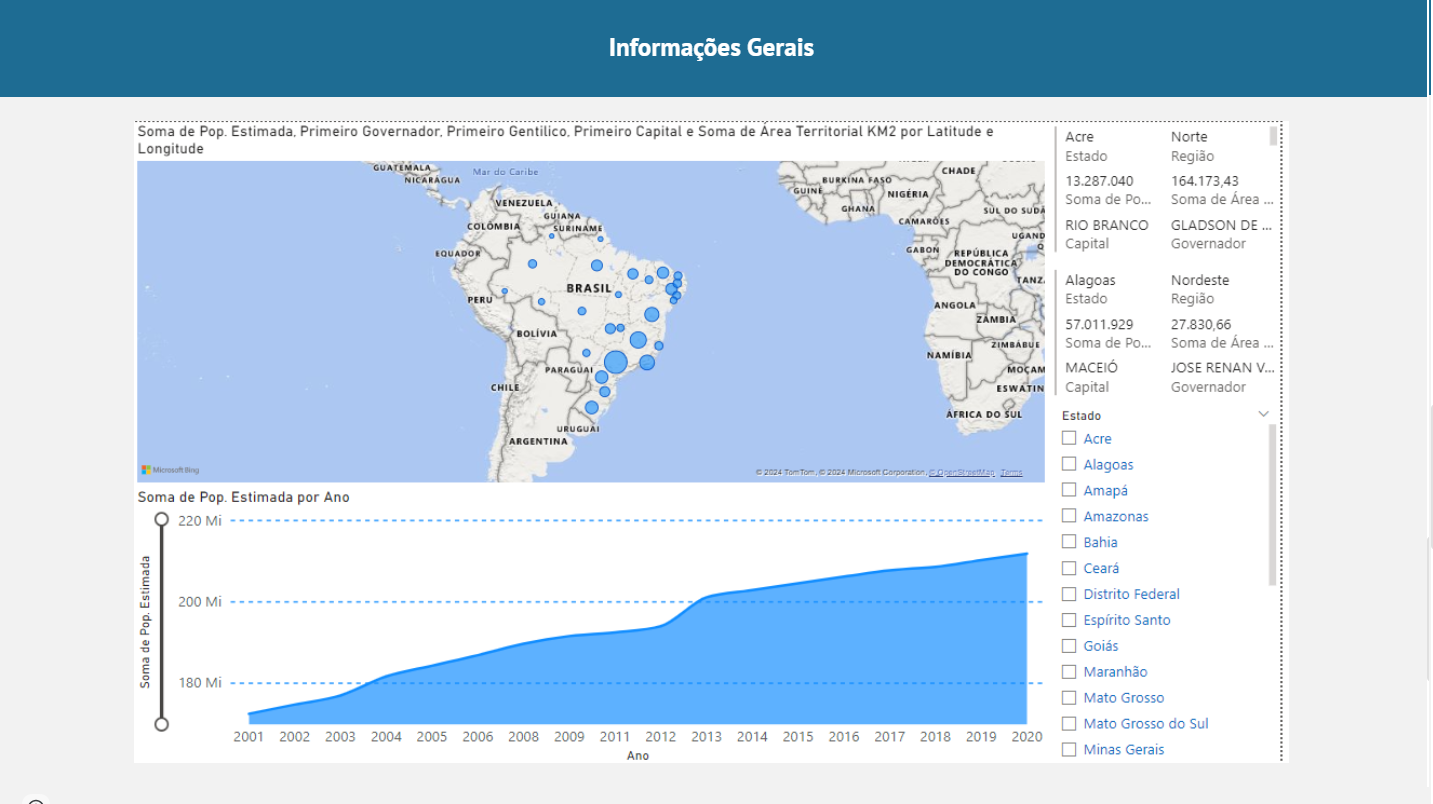 Informações Gerais
Soma de Pop. Estimada, Primeiro Governador, Primeiro Gentilico, Primeiro Capital e Soma de Área Territorial KM2 por Latitude e
Longitude
GUATEMALA
NICARÁGUA
Mar do Caribe
VENEZUELA
GUIANA
COLÔMBIA
SURINAME
EQUADOR
BRASIL
PERU
BOLÍVIA
PARAGUAI
CHILE
URUGUAI
ARGENTINA
CHADE
BURKINA FASO
GUINÉ
NIGÉRIA
GHANA
SUL DO SUDÃ
CAMARÕES
UGAND
GABON
REPÚBLICA
DEMOCRÁTICA
DO CONGO
TANZ
ANGOLA
ZÂMBIA
ZIMBÁBUE
NAMÍBIA
MOÇAM
ESWATIN
ÁFRICA DO SUL
Microsoft Bing
© 2024 TomTom, © 2024 Microsoft Corporation, © OpenStreetMap Terms
Acre Norte
Estado Região
13.287.040 164.173,43
Soma de Po... Soma de Área ...
RIO BRANCO GLADSON DE ...
Capital Governador
Alagoas Nordeste
Estado Região
57.011.929 27.830,66
Soma de Po... Soma de Área ...
MACEIÓ JOSE RENAN V...
Capital Governador
Estado
Acre
Alagoas
Amapá
Amazonas
Bahia
Ceará
Distrito Federal
Espírito Santo
Goiás
Maranhão
Mato Grosso
Mato Grosso do Sul
Minas Gerais
Soma de Pop. Estimada por Ano
Soma de Pop. Estimada
220 Mi
200 Mi
180 Mi
2001 2002 2003 2004 2005 2006 2008 2009 2011 2012 2013 2014 2015 2016 2017 2018 2019 2020
Ano